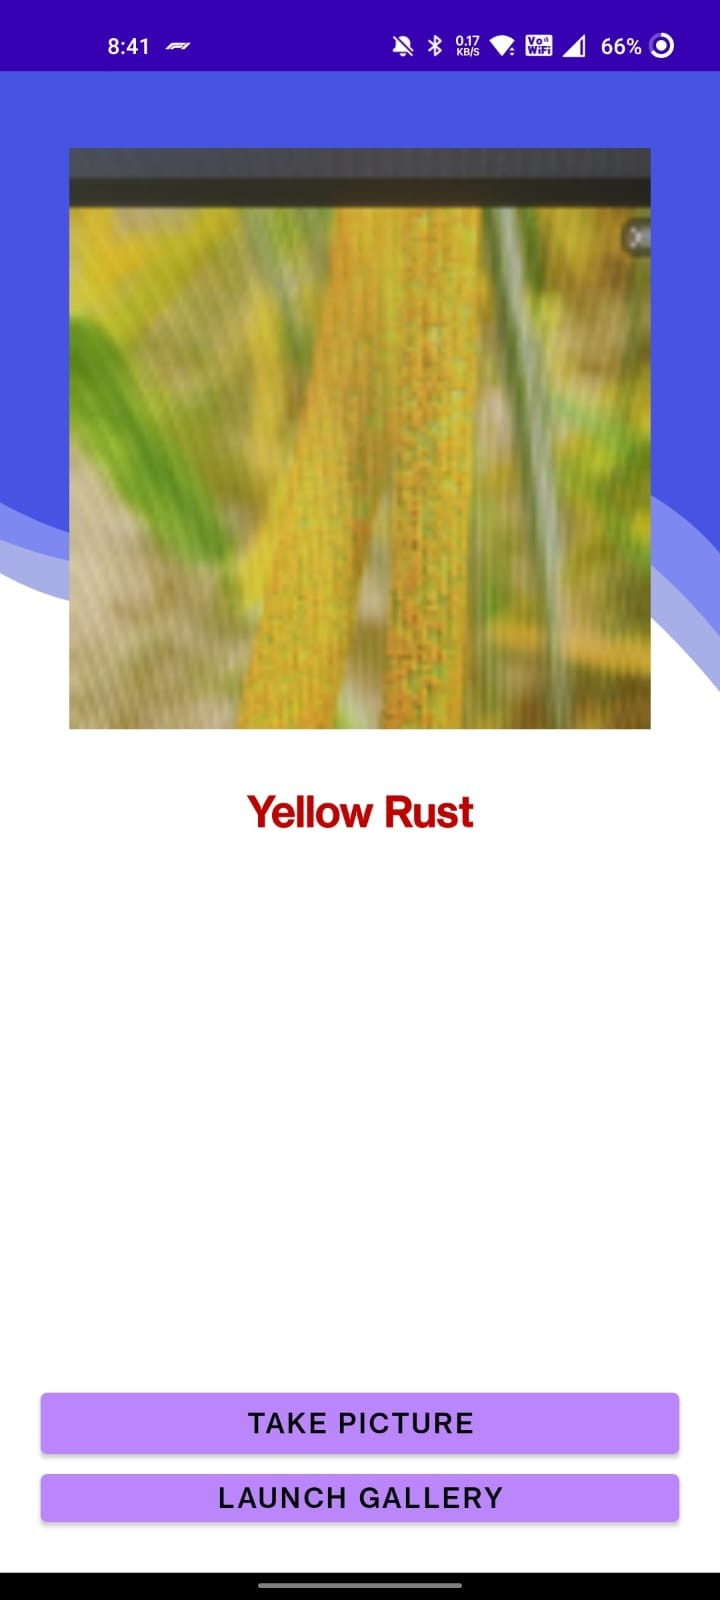 8:41
0.17
KB/S
Vo
WiFi
66%
Yellow Rust
TAKE PICTURE
LAUNCH GALLERY